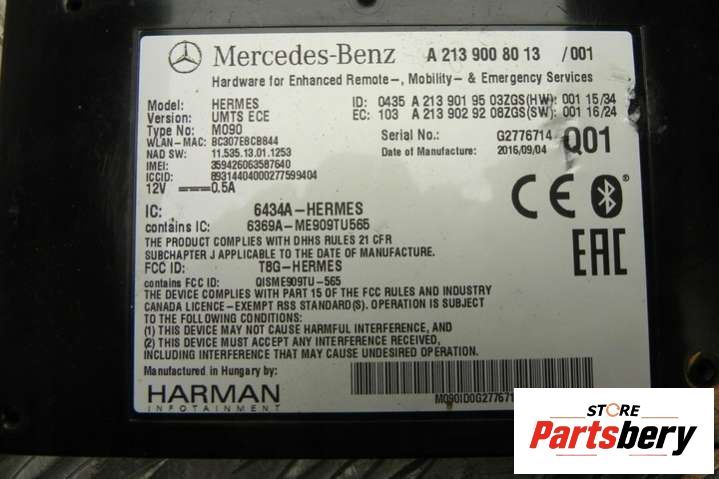 Mercedes-Benz A 213 900 80 13 /001
Hardware for Enhanced Remote-, Mobility- & Emergency Services
Model: HERMES ID: 0435 A 213 901 95 03ZGS(HW): 001 15/34
Version: UMTS ECE EC: 103 A 213 902 92 08ZGS(SW): 001 16/24
Type No: M090
WLAN-MAC: 8C307E8CB844 Serial No.: G2776714 Q01
NAD SW: 11.535.13.01.1253 Date: 2016/09/04
IMEI: 359426063587640
ICCID: 89314404000277599404
12V 0.5A
IC: 6434A-HERMES
contains IC: 6369A-ME909TU565
THE PRODUCT COMPLIES WITH DHHS RULES 21 CFR
SUBCHAPTER J APPLICABLE TO THE DATE OF MANUFACTURE.
FCC ID: T8G-HERMES
contains FCC ID: QISME909TU-565
THE DEVICE COMPLIES WITH PART 15 OF THE FCC RULES AND INDUSTRY
CANADA LICENCE-EXEMPT RSS STANDARD(S). OPERATION IS SUBJECT
TO THE FOLLOWING CONDITIONS:
(1) THIS DEVICE MAY NOT CAUSE HARMFUL INTERFERENCE, AND
(2) THIS DEVICE MUST ACCEPT ANY INTERFERENCE RECEIVED,
INCLUDING INTERFERENCE THAT MAY CAUSE UNDESIRED OPERATION.
Manufactured in Hungary by:
HARMAN
INFOTAINMENT
CE
EAC
M090ID0G27767
STORE
Partsbery